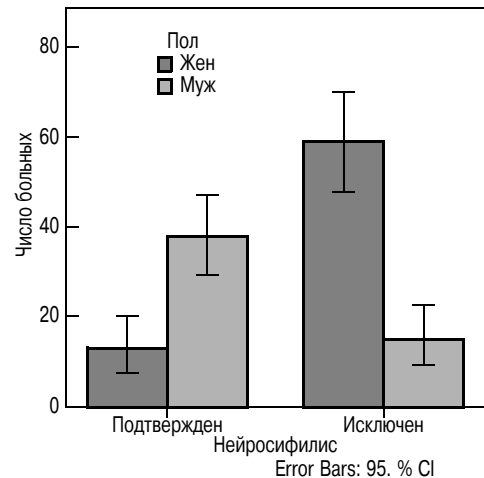 80
60
40
20
0
Число больных
Пол
Жен
Муж
Подтвержден
Исключен
Нейросифилис
Error Bars: 95. % CI